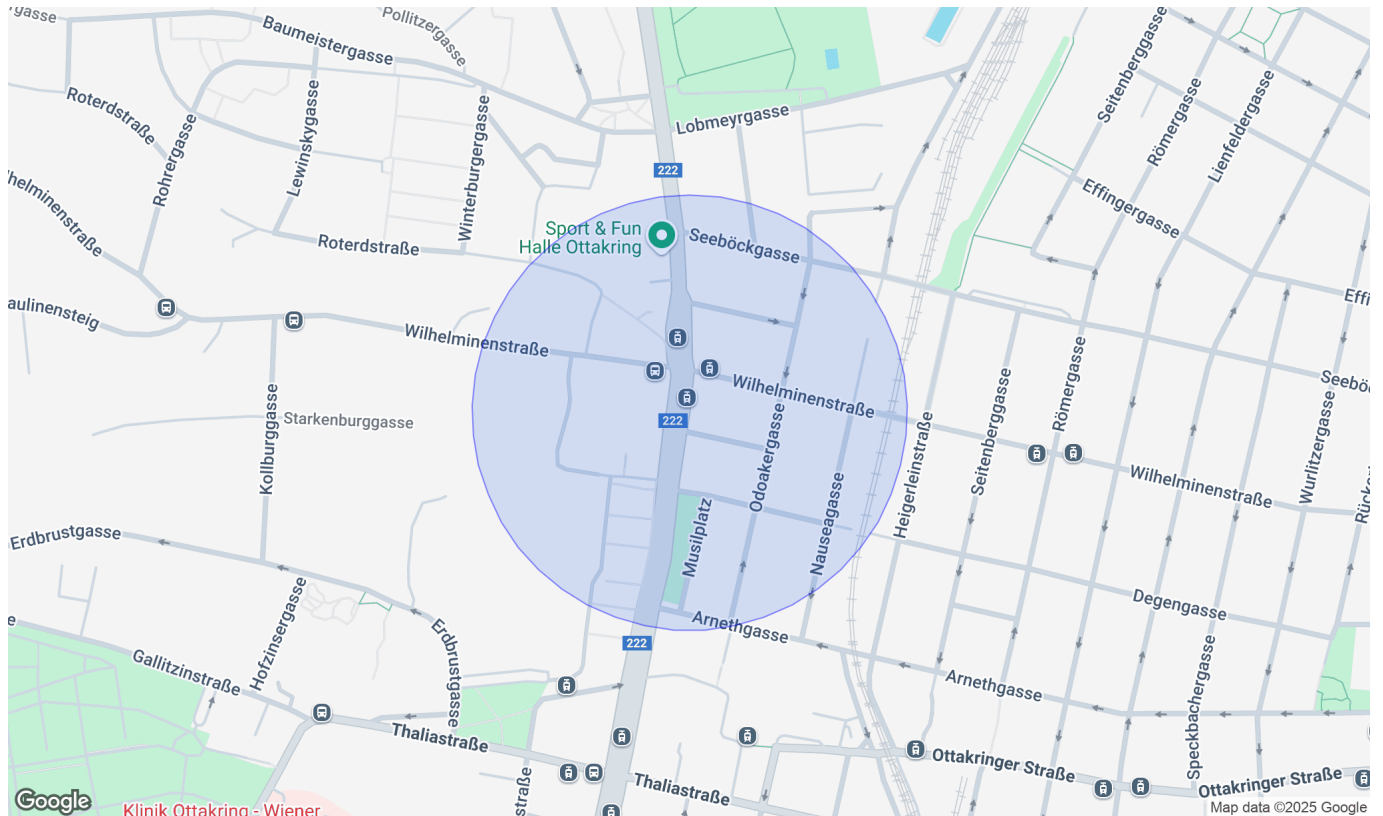 Pollitzergasse
Baumeistergasse
Roterdstraße
Rohrergasse
Lewinskygasse
Winterburgergasse
Lobmeyrgasse
Seitenberggasse
Römergasse
Lienfeldergasse
222
Effingergasse
Sport & Fun
Halle Ottakring
Seeböckgasse
Roterdstraße
Wilhelminenstraße
Wilhelminenstraße
222
Kollburggasse
Starkenburggasse
Odoakergasse
Nauseagasse
Heigerleinstraße
Seitenberggasse
Römergasse
Wilhelminenstraße
Wurlitzergasse
Musilplatz
Erdbrustgasse
Hofzinsergasse
Erdbrustgasse
Arnethgasse
222
Degengasse
Gallitzinstraße
Arnethgasse
Speckbachergasse
Thaliastraße
Thaliastraße
Ottakringer Straße
Ottakringer Straße
Google
Klinik Ottakring - Wiener
Map data ©2025 Google